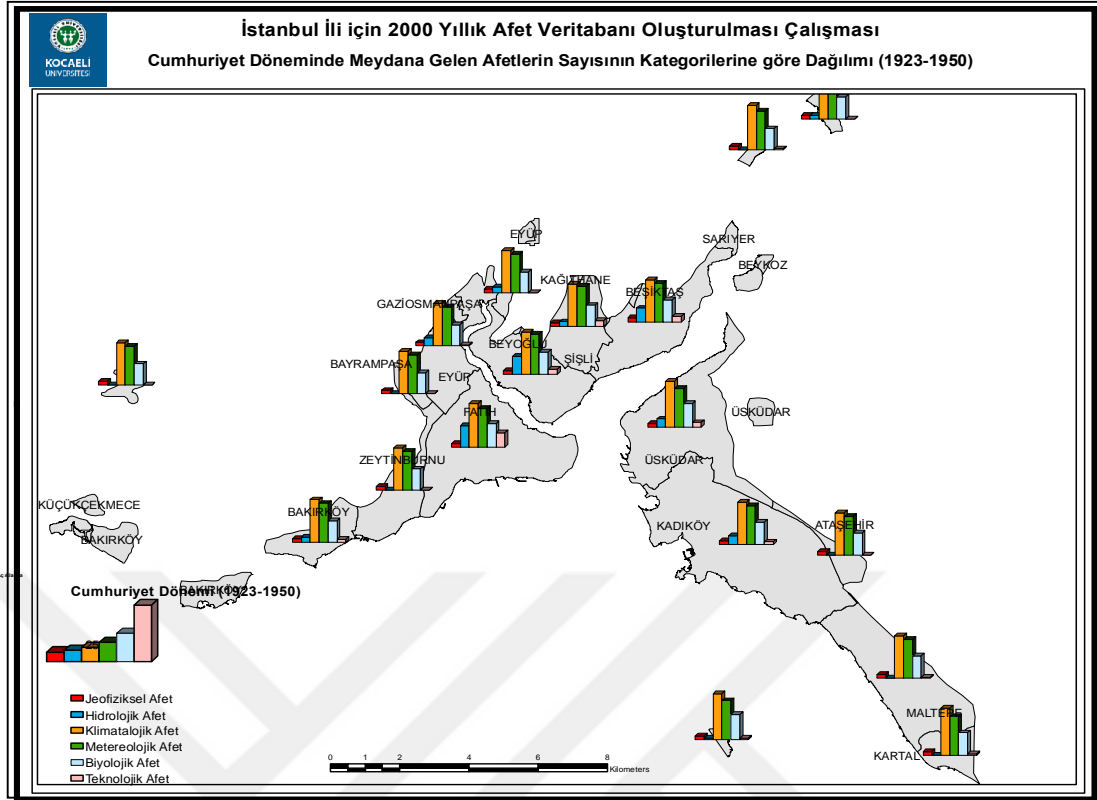 İstanbul İli için 2000 Yıllık Afet Veritabanı Oluşturulması Çalışması
KOCAELİ
ÜNİVERSİTESİ
Cumhuriyet Döneminde Meydana Gelen Afetlerin Sayısının Kategorilerine göre Dağılımı (1923-1950)
EYÜP
SARIYER
BEYKOZ
KAĞITHANE
BEŞİKTAŞ
GAZİOSMANPAŞA
BEYOĞLU
ŞİŞLİ
BAYRAMPAŞA
EYÜP
FATİH
ÜSKÜDAR
ZEYTİNBURNU
ÜSKÜDAR
KÜÇÜKÇEKMECE
BAKIRKÖY
KADIKÖY
ATAŞEHİR
BAKIRKÖY
BAKIRKÖY
Cumhuriyet Dönemi (1923-1950)
Jeofiziksel Afet
Hidrolojik Afet
Klimatalojik Afet
Metereolojik Afet
Biyolojik Afet
Teknolojik Afet
MALTEPE
KARTAL
0 1 2 4 6 8
Kilometers